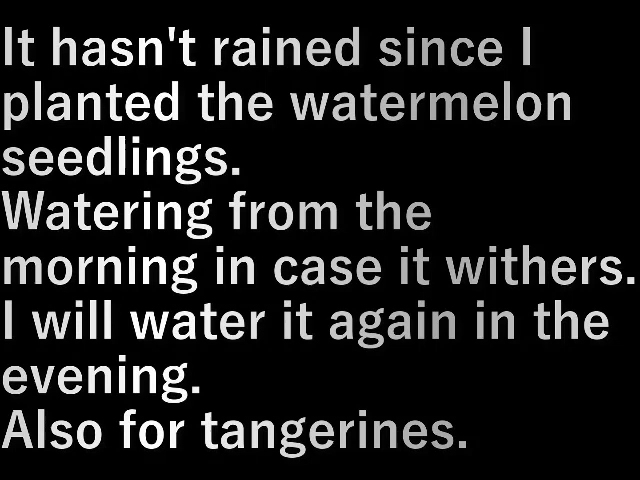 It hasn't rained since I
planted the watermelon
seedlings.
Watering from the
morning in case it withers.
I will water it again in the
evening.
Also for tangerines.